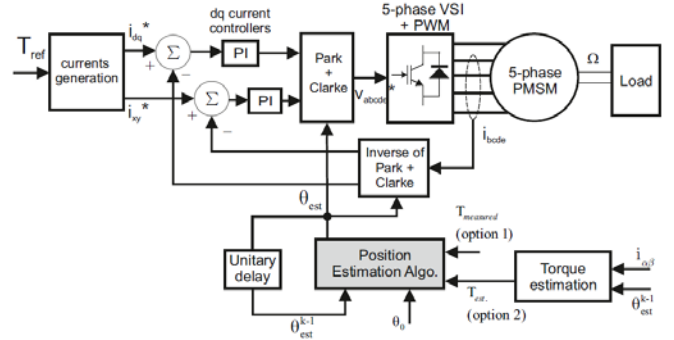 5-phase VSI
+ PWM
dq current
controllers
T_ref
currents
generation
i_dq*
i_xy*
Σ
+
−
PI
Σ
+
−
PI
Park
+
Clarke
v_abcde*
5-phase
PMSM
Ω
Load
i_bcde
Inverse of
Park +
Clarke
θ_est
Unitary
delay
Position
Estimation Algo.
T_measured
(option 1)
T_est.
(option 2)
Torque
estimation
i_αβ
θ_est^k-1
θ_est^k-1
θ_0